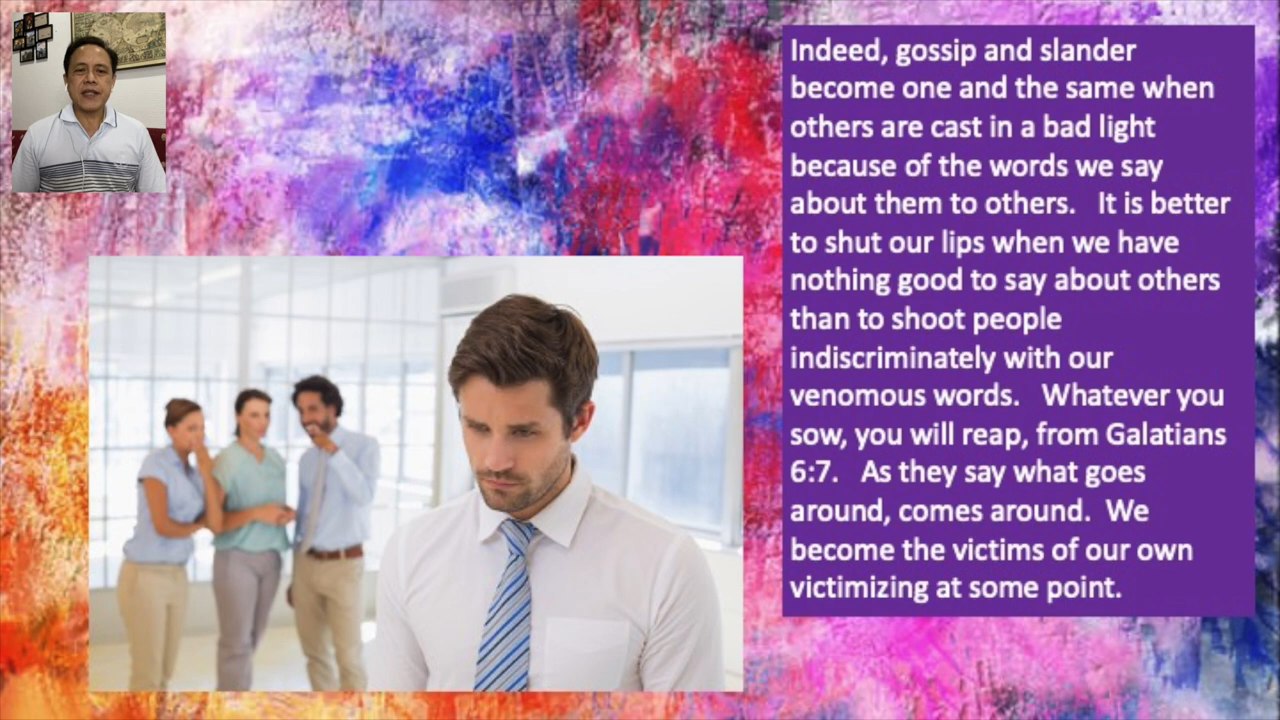 Indeed, gossip and slander
become one and the same when
others are cast in a bad light
because of the words we say
about them to others.   It is better
to shut our lips when we have
nothing good to say about others
than to shoot people
indiscriminately with our
venomous words.   Whatever you
sow, you will reap, from Galatians
6:7.   As they say what goes
around, comes around.  We
become the victims of our own
victimizing at some point.